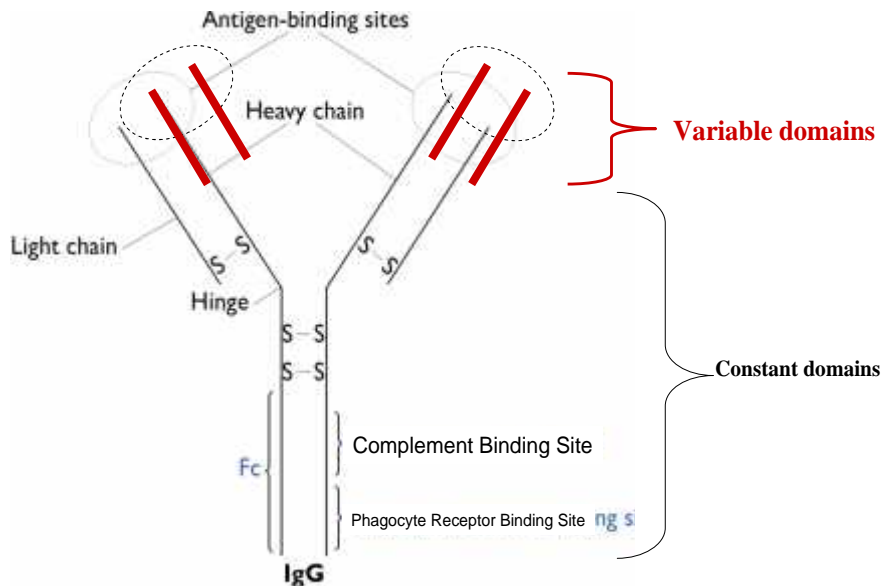 Antigen-binding sites
Heavy chain
Variable domains
Light chain
S-S
S-S
Hinge
S-S
S-S
Constant domains
Complement Binding Site
Fc
Phagocyte Receptor Binding Site ng s
IgG